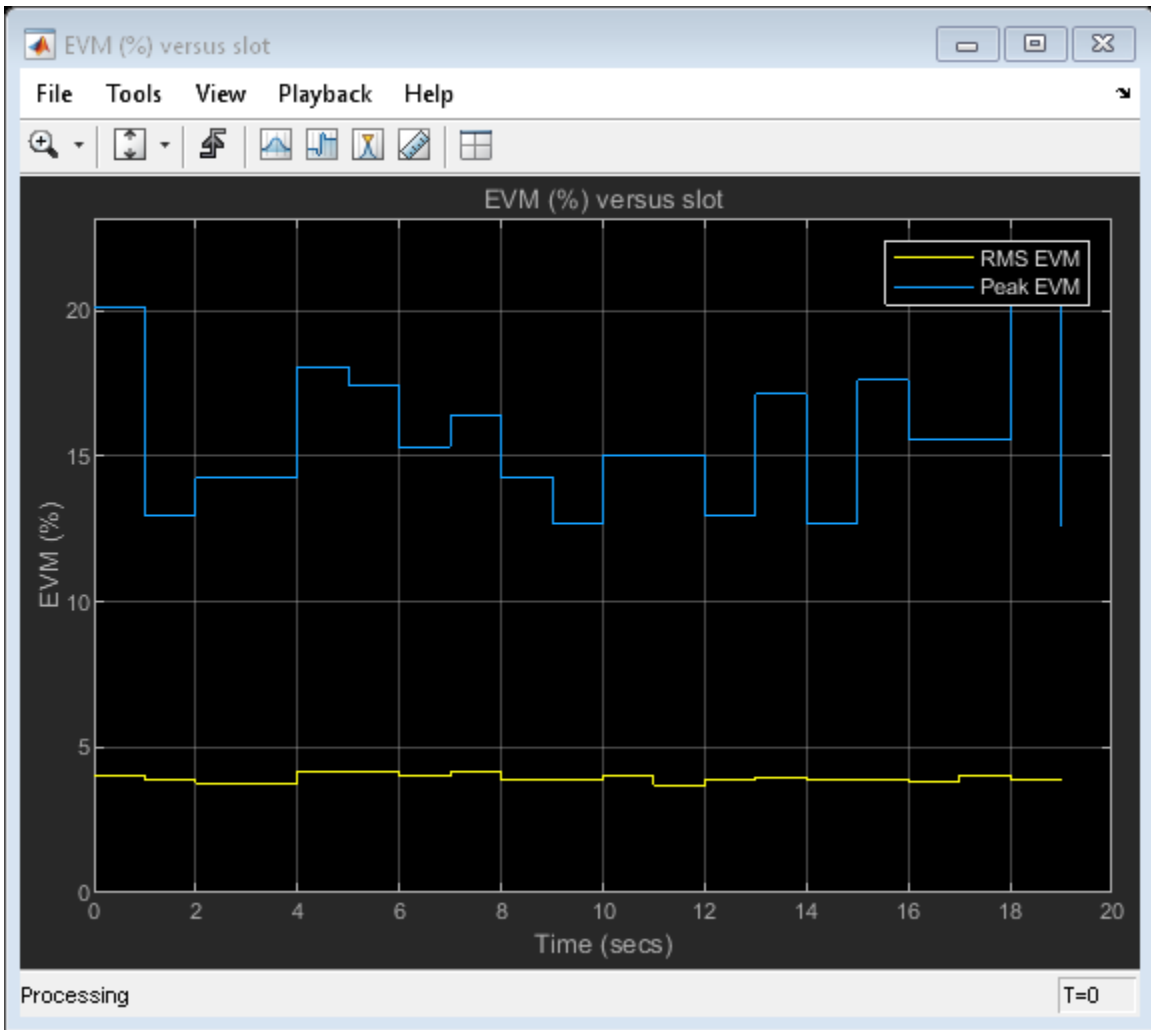 EVM (%) versus slot
File Tools View Playback Help
EVM (%) versus slot
RMS EVM
Peak EVM
20
15
10
5
0
EVM (%)
0 2 4 6 8 10 12 14 16 18 20
Time (secs)
Processing T=0